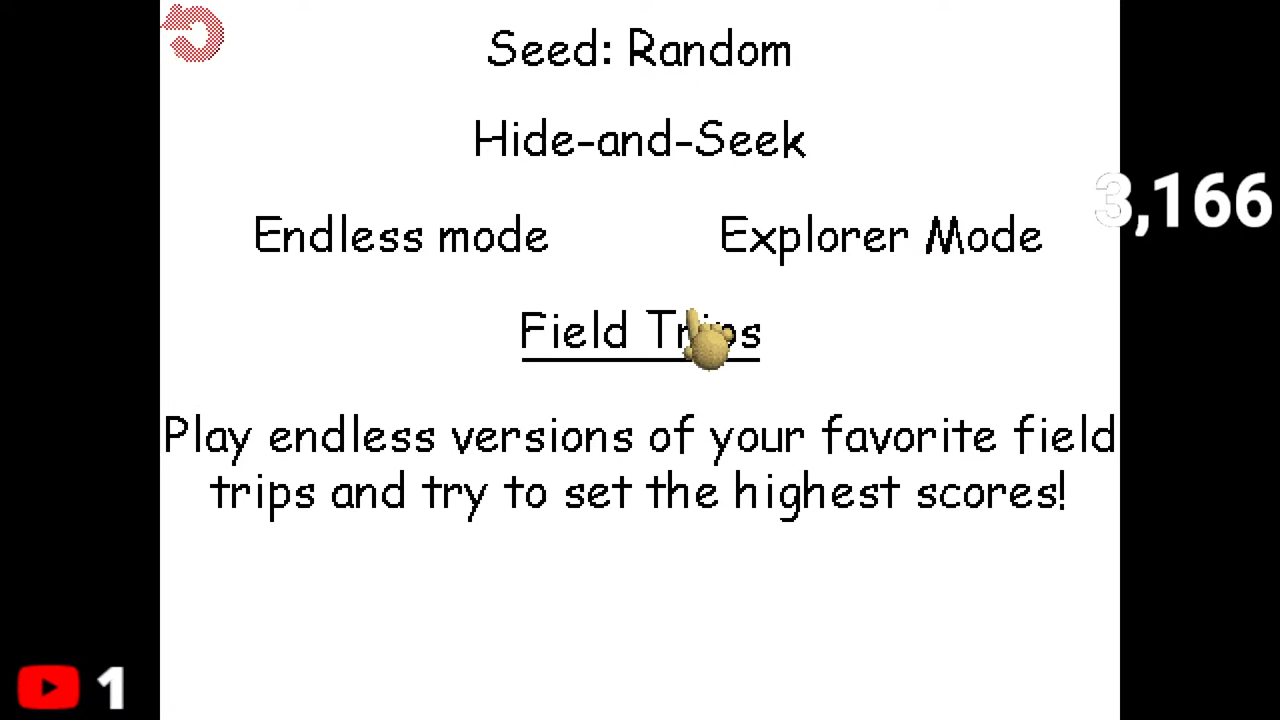 Seed: Random
Hide-and-Seek
3,166
Endless mode
Explorer Mode
Field Trips
Play endless versions of your favorite field
trips and try to set the highest scores!
1